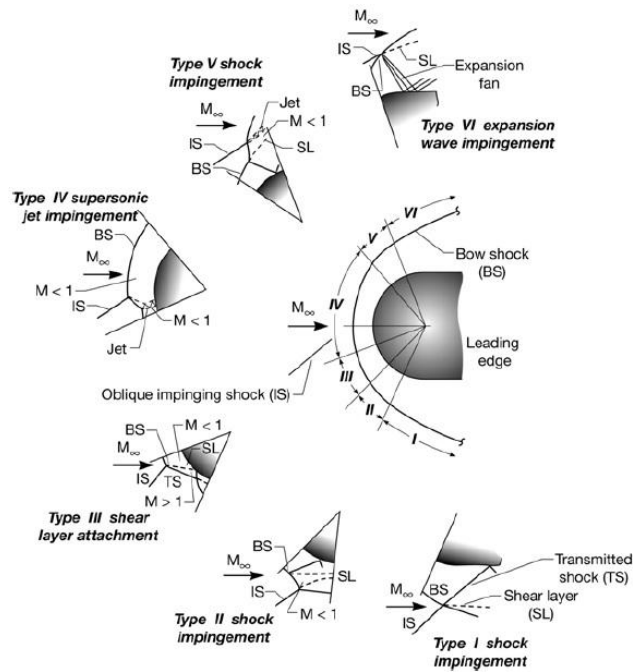 M∞
IS
SL
BS
Expansion
fan
Type VI expansion
wave impingement
Type V shock
impingement
Jet
M∞
M < 1
IS
SL
BS
Type IV supersonic
jet impingement
BS
M∞
M < 1
IS
M < 1
Jet
VI
V
IV
III
II
I
Bow shock
(BS)
M∞
Leading
edge
Oblique impinging shock (IS)
M < 1
BS
SL
M∞
IS
TS
M > 1
Type III shear
layer attachment
BS
M∞
SL
IS
M < 1
Type II shock
impingement
Transmitted
shock (TS)
M∞
BS
Shear layer
(SL)
IS
Type I shock
impingement